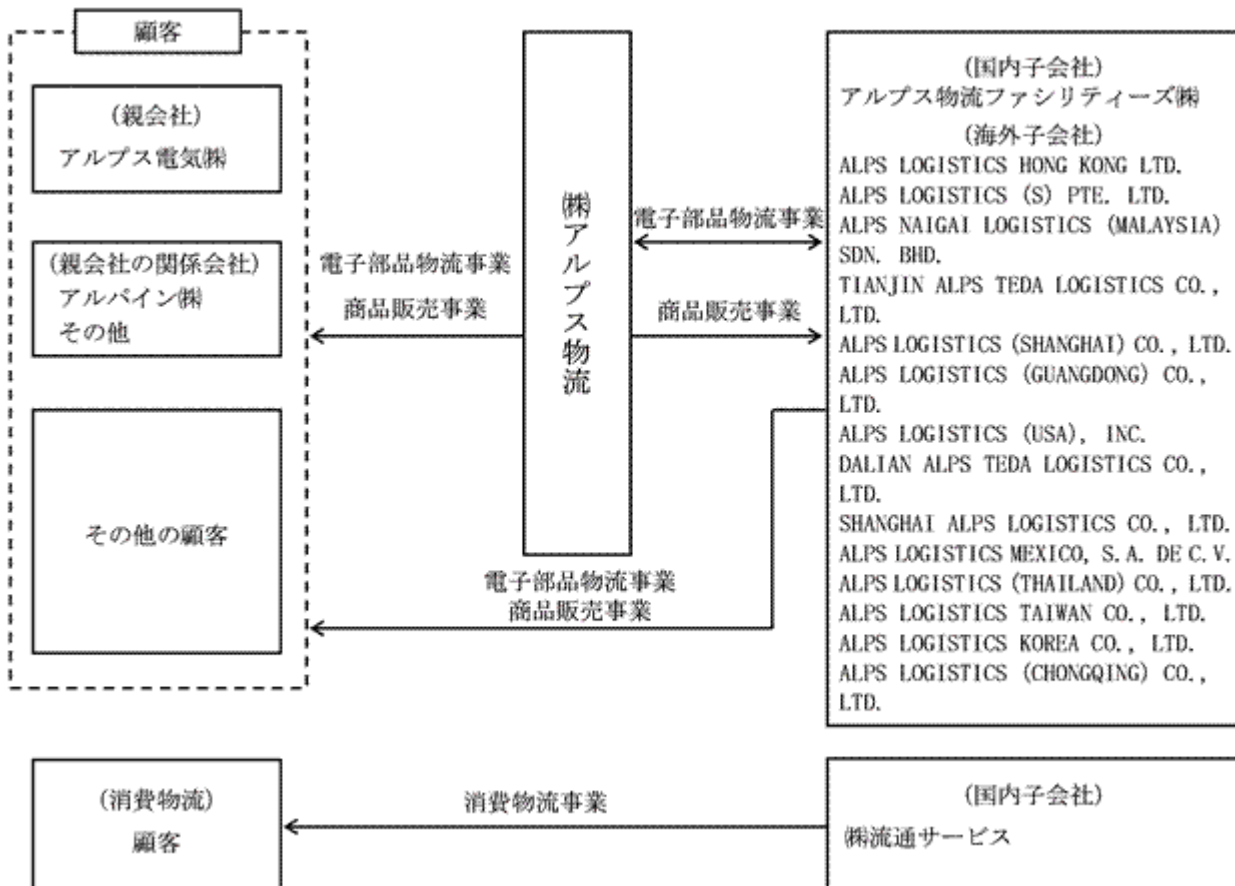 顧客
(親会社)
アルプス電気㈱
(親会社の関係会社)
アルパイン㈱
その他
その他の顧客
電子部品物流事業
商品販売事業
㈱アルプス物流
電子部品物流事業
商品販売事業
電子部品物流事業
商品販売事業
(国内子会社)
アルプス物流ファシリティーズ㈱
(海外子会社)
ALPS LOGISTICS HONG KONG LTD.
ALPS LOGISTICS (S) PTE. LTD.
ALPS NAIGAI LOGISTICS (MALAYSIA)
SDN. BHD.
TIANJIN ALPS TEDA LOGISTICS CO.,
LTD.
ALPS LOGISTICS (SHANGHAI) CO., LTD.
ALPS LOGISTICS (GUANGDONG) CO.,
LTD.
ALPS LOGISTICS (USA), INC.
DALIAN ALPS TEDA LOGISTICS CO.,
LTD.
SHANGHAI ALPS LOGISTICS CO., LTD.
ALPS LOGISTICS MEXICO, S.A. DE C.V.
ALPS LOGISTICS (THAILAND) CO., LTD.
ALPS LOGISTICS TAIWAN CO., LTD.
ALPS LOGISTICS KOREA CO., LTD.
ALPS LOGISTICS (CHONGQING) CO.,
LTD.
(消費物流)
顧客
消費物流事業
(国内子会社)
㈱流通サービス